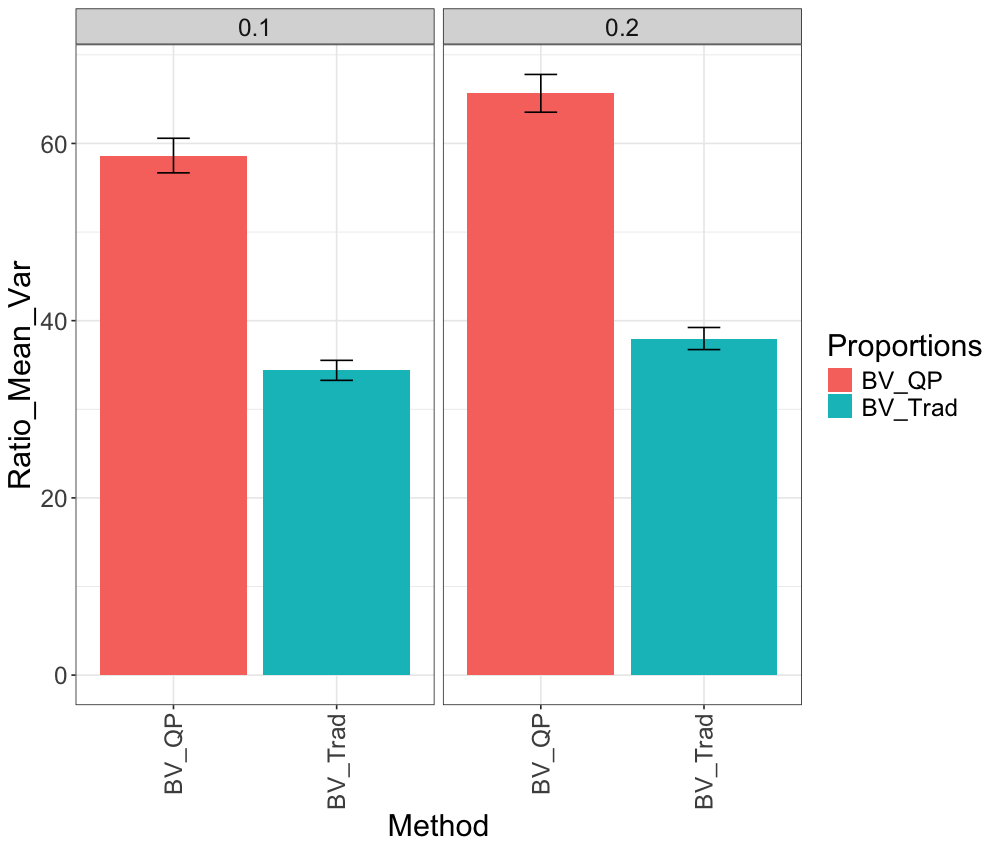 0.1
0.2
Ratio_Mean_Var
60
40
20
0
BV_QP
BV_Trad
BV_QP
BV_Trad
Method
Proportions
BV_QP
BV_Trad